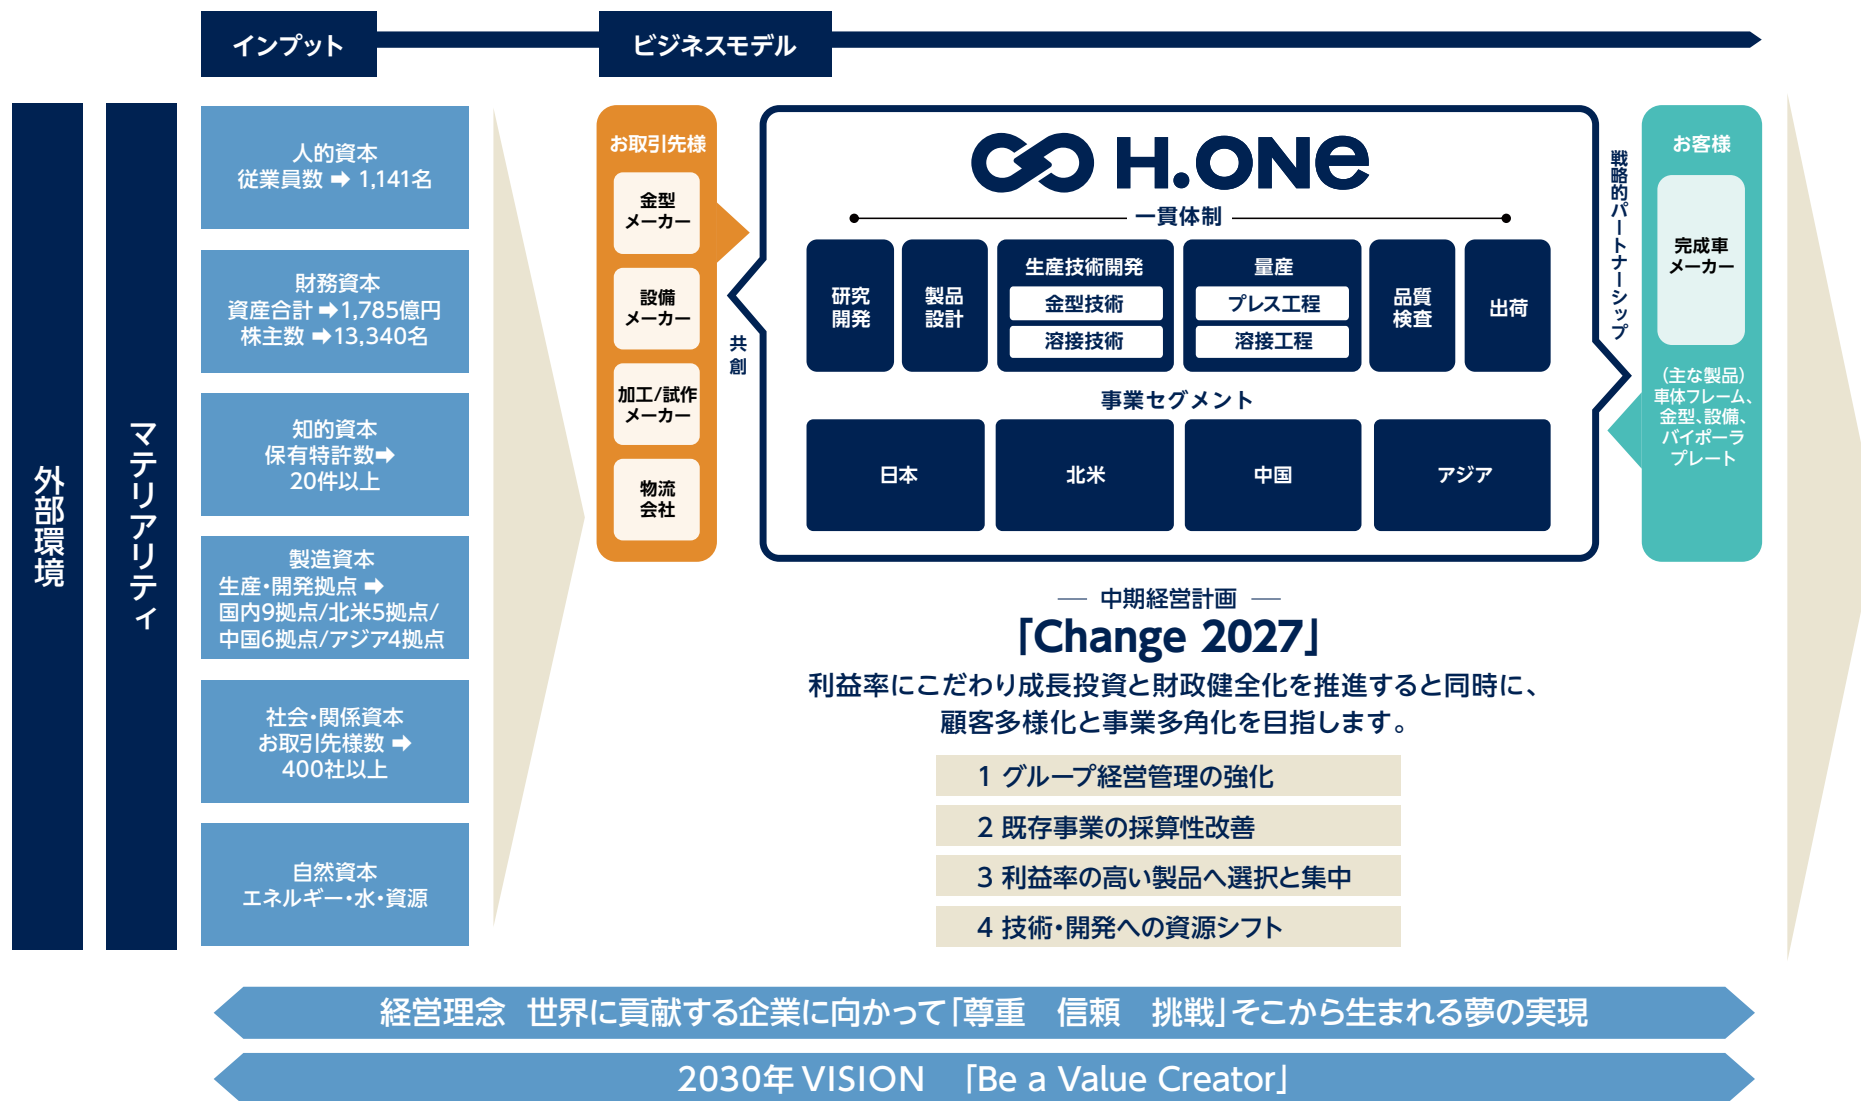 インプット
ビジネスモデル
外部環境
マテリアリティ
人的資本
従業員数 ➡ 1,141名
財務資本
資産合計 ➡1,785億円
株主数 ➡13,340名
知的資本
保有特許数➡
20件以上
製造資本
生産・開発拠点 ➡
国内9拠点/北米5拠点/
中国6拠点/アジア4拠点
社会・関係資本
お取引先様数 ➡
400社以上
自然資本
エネルギー・水・資源
お取引先様
金型
メーカー
設備
メーカー
加工/試作
メーカー
物流
会社
共創
H.ONE
一貫体制
研究
開発
製品
設計
生産技術開発
金型技術
溶接技術
量産
プレス工程
溶接工程
品質
検査
出荷
事業セグメント
日本
北米
中国
アジア
戦略的パートナーシップ
お客様
完成車
メーカー
(主な製品)
車体フレーム、
金型、設備、
バイポーラ
プレート
中期経営計画
「Change 2027」
利益率にこだわり成長投資と財政健全化を推進すると同時に、
顧客多様化と事業多角化を目指します。
1 グループ経営管理の強化
2 既存事業の採算性改善
3 利益率の高い製品へ選択と集中
4 技術・開発への資源シフト
経営理念 世界に貢献する企業に向かって「尊重 信頼 挑戦」そこから生まれる夢の実現
2030年 VISION 「Be a Value Creator」